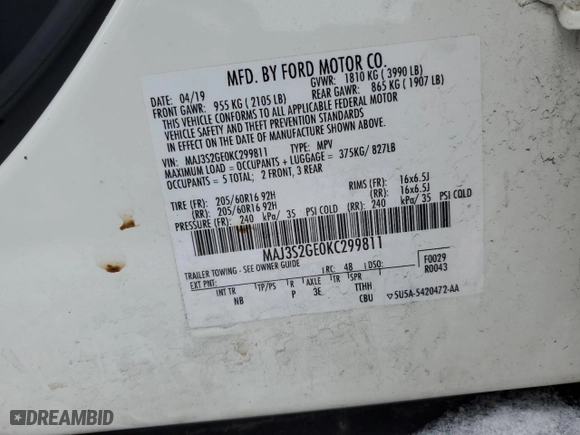 MFD. BY FORD MOTOR CO.
DATE: 04/19
GVWR: 1810 KG ( 3990 LB)
FRONT GAWR: 955 KG ( 2105 LB)
REAR GAWR: 865 KG ( 1907 LB)
THIS VEHICLE CONFORMS TO ALL APPLICABLE FEDERAL MOTOR
VEHICLE SAFETY AND THEFT PREVENTION STANDARDS
IN EFFECT ON THE DATE OF MANUFACTURE SHOWN ABOVE.
VIN: MAJ3S2GE0KC299811 TYPE: MPV
MAXIMUM LOAD = OCCUPANTS + LUGGAGE = 375KG/ 827LB
OCCUPANTS = 5 TOTAL; 2 FRONT, 3 REAR
TIRE (FR): 205/60R16 92H RIMS (FR): 16x6.5J
(RR): 205/60R16 92H (RR): 16x6.5J
PRESSURE (FR): 240 kPa/ 35 PSI COLD (RR): 240 kPa/ 35 PSI COLD
MAJ3S2GE0KC299811
TRAILER TOWING - SEE OWNER GUIDE
EXT PNT: RC: 4B DSO: F0029
R0043
INT TR TP/PS R AXLE TR SPR
NB P 3E TTHH
CBU 5U5A-5420472-AA
DREAMBID